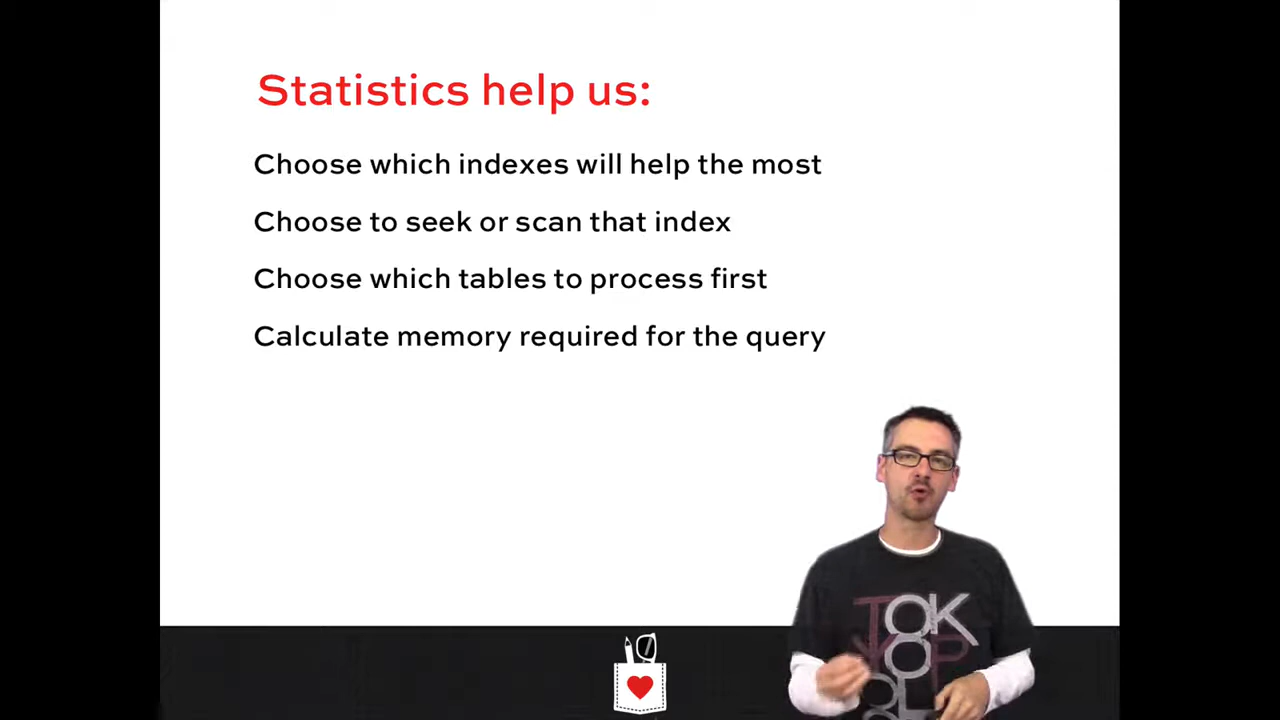 Statistics help us:
Choose which indexes will help the most
Choose to seek or scan that index
Choose which tables to process first
Calculate memory required for the query
TOK